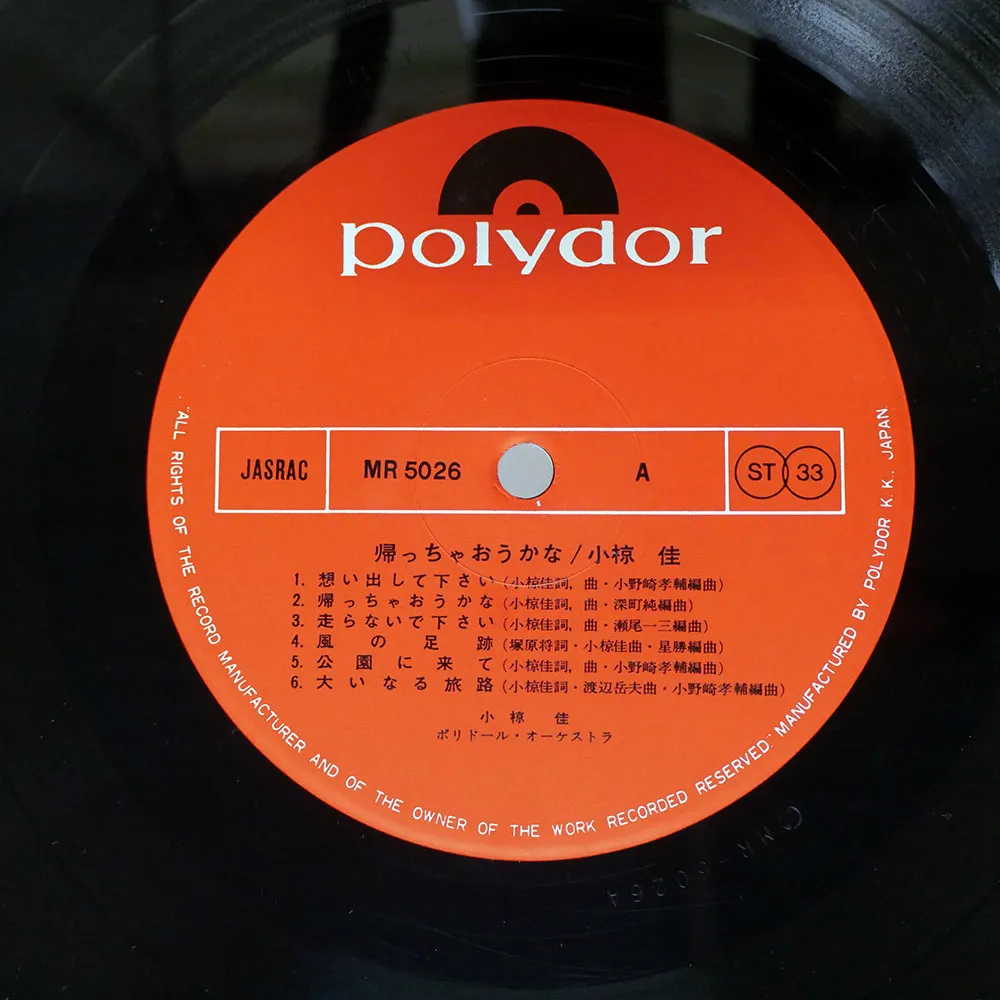 polydor
JASRAC MR 5026 A ST 33
帰っちゃおうかな/小椋 佳
1. 想い出して下さい (小椋佳詞, 曲・小野崎孝輔編曲)
2. 帰っちゃおうかな (小椋佳詞, 曲・深町純編曲)
3. 走らないで下さい (小椋佳詞, 曲・瀬尾一三編曲)
4. 風の足跡 (塚原将詞・小椋佳曲・星勝編曲)
5. 公園に来て (小椋佳詞, 曲・小野崎孝輔編曲)
6. 大いなる旅路 (小椋佳詞・渡辺岳夫曲・小野崎孝輔編曲)
小椋 佳
ポリドール・オーケストラ
"ALL RIGHTS OF THE RECORD MANUFACTURER AND OF THE OWNER OF THE WORK RECORDED RESERVED." MANUFACTURED BY POLYDOR K.K., JAPAN
MR-5026A